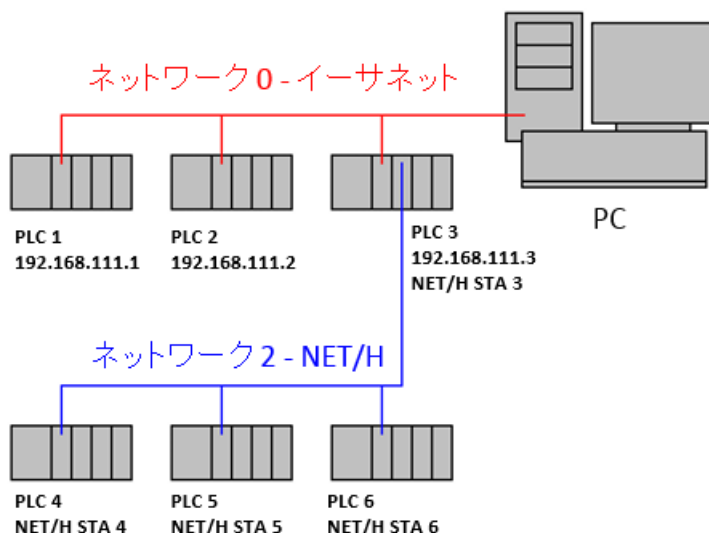 ネットワーク 0 - イーサネット
PLC 1
192.168.111.1
PLC 2
192.168.111.2
PLC 3
192.168.111.3
NET/H STA 3
PC
ネットワーク 2 - NET/H
PLC 4
NET/H STA 4
PLC 5
NET/H STA 5
PLC 6
NET/H STA 6